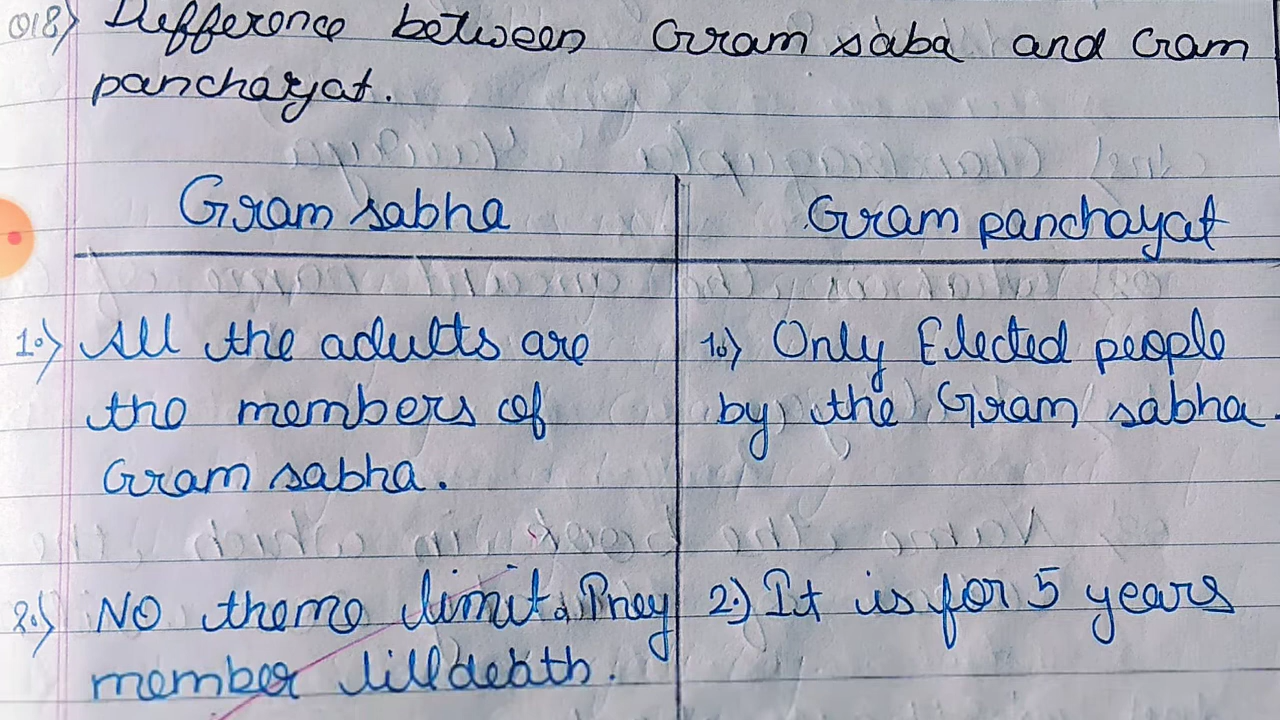 Q18) Difference between Gram saba and Gram
panchayat.
Gram sabha
Gram panchayat
1.) All the adults are
the members of
Gram sabha.
1.) Only Elected people
by the Gram sabha.
2.) No theme limit. They
member till death.
2.) It is for 5 years